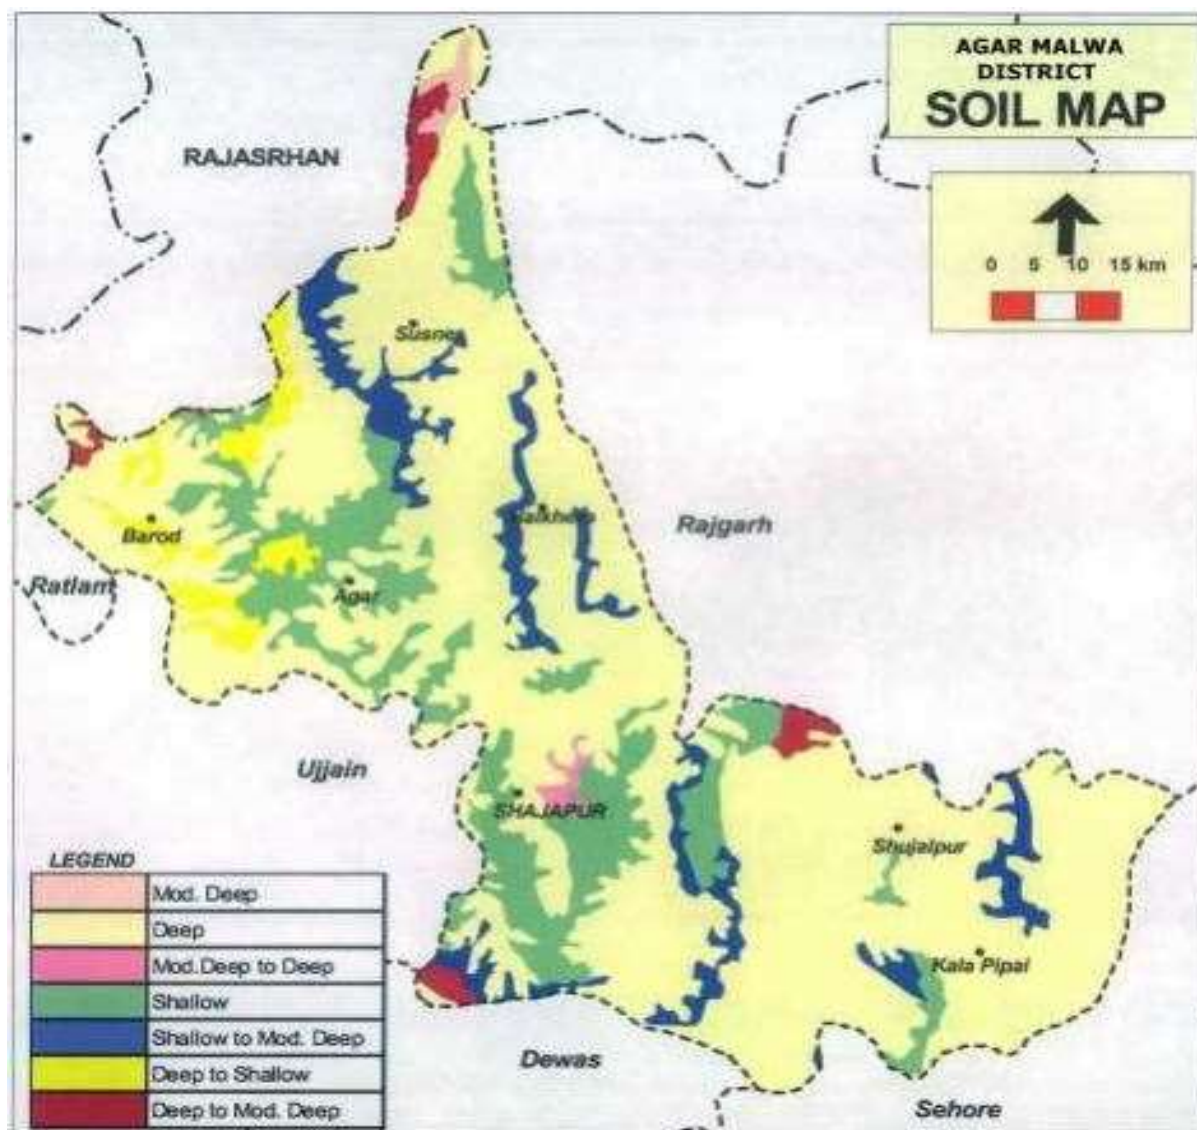 AGAR MALWA
DISTRICT
SOIL MAP
RAJASRHAN
0 5 10 15 km
Susner
Rajgarh
Barod
Ratlam
Agar
Ujjain
SHAJAPUR
Shujalpur
LEGEND
Mod. Deep
Deep
Mod.Deep to Deep
Shallow
Shallow to Mod. Deep
Deep to Shallow
Deep to Mod. Deep
Kala Pipal
Dewas
Sehore